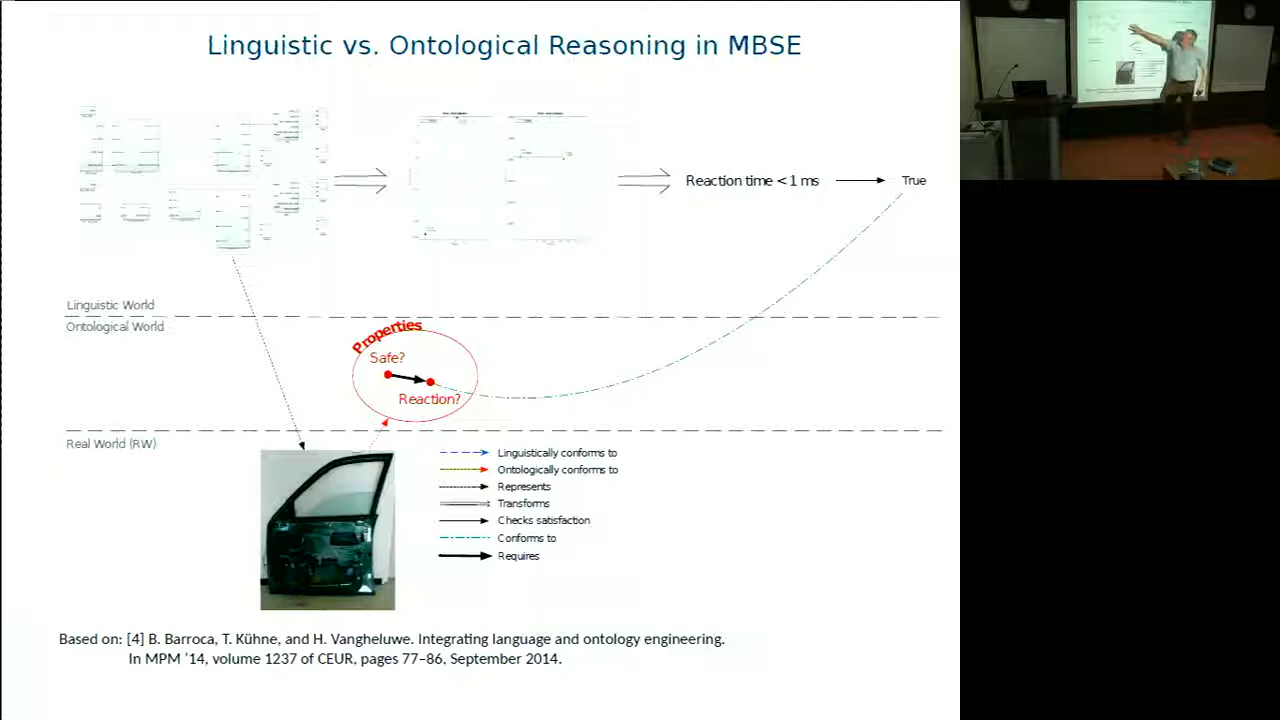 Linguistic vs. Ontological Reasoning in MBSE
Reaction time < 1 ms
True
Linguistic World
Ontological World
Properties
Safe?
Reaction?
Real World (RW)
Linguistically conforms to
Ontologically conforms to
Represents
Transforms
Checks satisfaction
Conforms to
Requires
Based on: [4] B. Barroca, T. Kühne, and H. Vangheluwe. Integrating language and ontology engineering.
In MPM ’14, volume 1237 of CEUR, pages 77–86, September 2014.